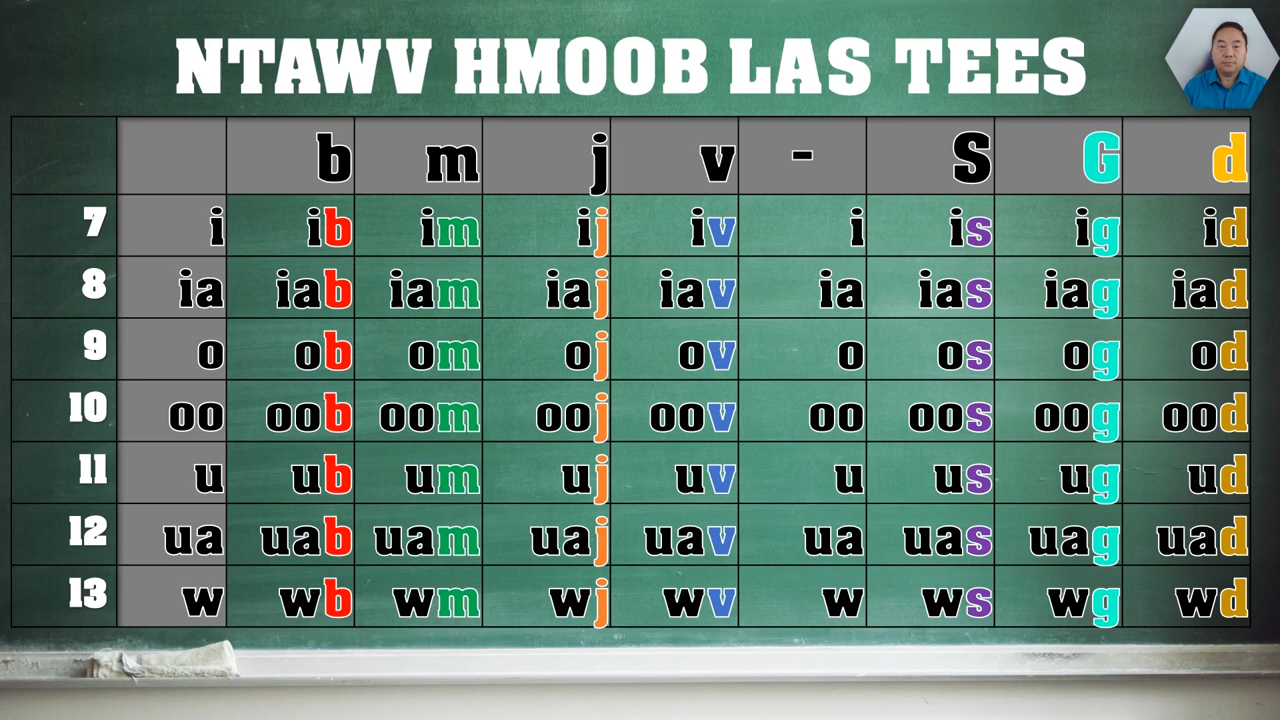 NTAWV HMOOB LAS TEES
b m j v - S G d
7 i ib im ij iv i is ig id
8 ia iab iam iaj iav ia ias iag iad
9 o ob om oj ov o os og od
10 oo oob oom ooj oov oo oos oog ood
11 u ub um uj uv u us ug ud
12 ua uab uam uaj uav ua uas uag uad
13 w wb wm wj wv w ws wg wd